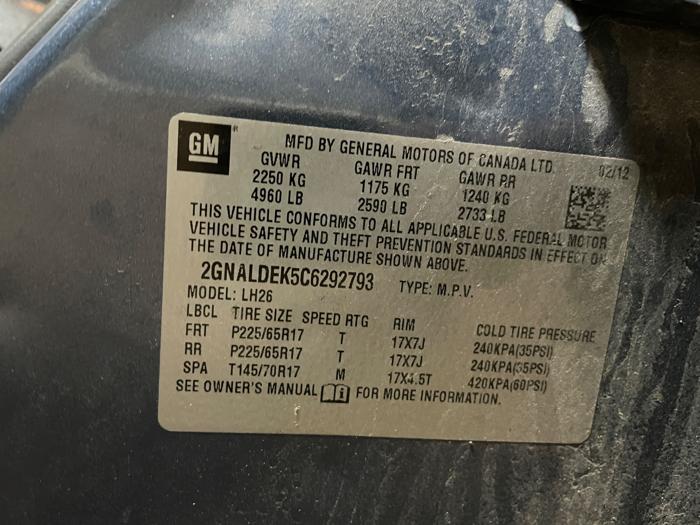 GM
MFD BY GENERAL MOTORS OF CANADA LTD 02/12
GVWR GAWR FRT GAWR RR
2250 KG 1175 KG 1240 KG
4960 LB 2590 LB 2733 LB
THIS VEHICLE CONFORMS TO ALL APPLICABLE U.S. FEDERAL MOTOR
VEHICLE SAFETY AND THEFT PREVENTION STANDARDS IN EFFECT ON
THE DATE OF MANUFACTURE SHOWN ABOVE.
2GNALDEK5C6292793 TYPE: M.P.V.
MODEL: LH26
LBCL TIRE SIZE SPEED RTG RIM COLD TIRE PRESSURE
FRT P225/65R17 T 17X7J 240KPA(35PSI)
RR P225/65R17 T 17X7J 240KPA(35PSI)
SPA T145/70R17 M 17X4.5T 420KPA(60PSI)
SEE OWNER'S MANUAL FOR MORE INFORMATION.